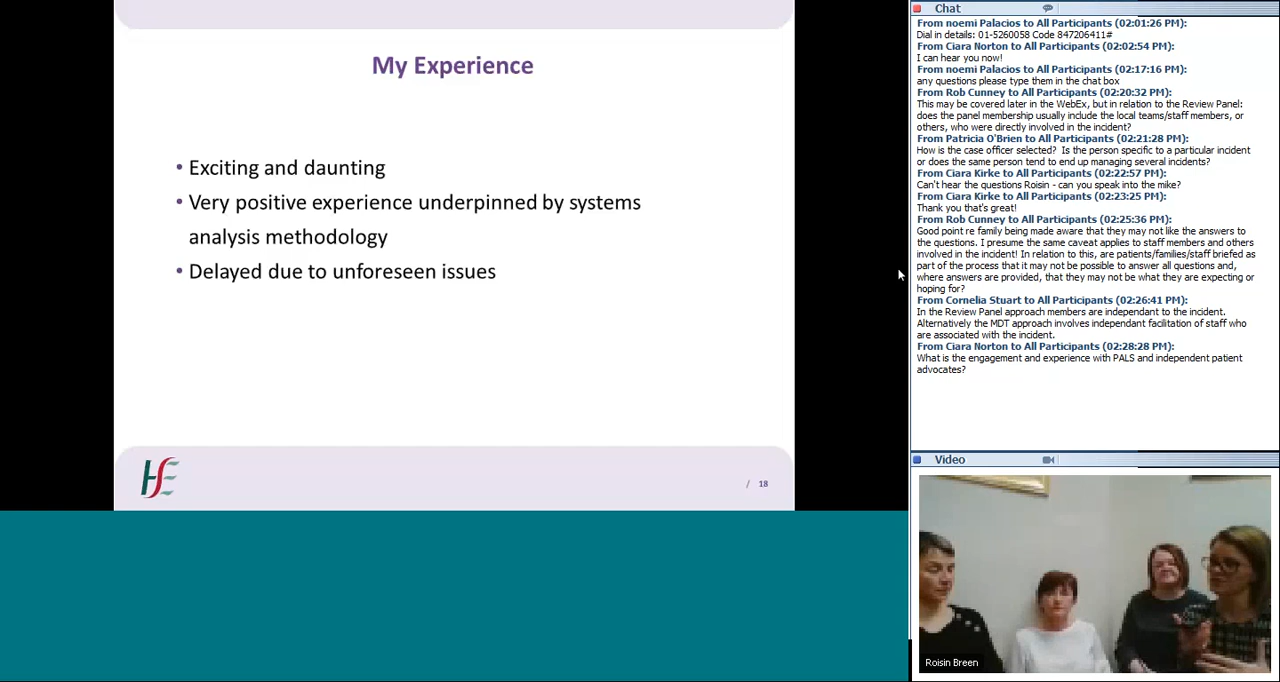 My Experience
• Exciting and daunting
• Very positive experience underpinned by systems
analysis methodology
• Delayed due to unforeseen issues
HSE
/ 18
Chat
From noemi Palacios to All Participants (02:01:26 PM):
Dial in details: 01-5260058 Code 847206411#
From Ciara Norton to All Participants (02:02:54 PM):
I can hear you now!
From noemi Palacios to All Participants (02:17:16 PM):
any questions please type them in the chat box
From Rob Cunney to All Participants (02:20:32 PM):
This may be covered later in the WebEx, but in relation to the Review Panel:
does the panel membership usually include the local teams/staff members, or
others, who were directly involved in the incident?
From Patricia O'Brien to All Participants (02:21:28 PM):
How is the case officer selected? Is the person specific to a particular incident
or does the same person tend to end up managing several incidents?
From Ciara Kirke to All Participants (02:22:57 PM):
Can't hear the questions Roisin - can you speak into the mike?
From Ciara Kirke to All Participants (02:23:25 PM):
Thank you that's great!
From Rob Cunney to All Participants (02:25:36 PM):
Good point re family being made aware that they may not like the answers to
the questions. I presume the same caveat applies to staff members and others
involved in the incident! In relation to this, are patients/families/staff briefed as
part of the process that it may not be possible to answer all questions and,
where answers are provided, that they may not be what they are expecting or
hoping for?
From Cornelia Stuart to All Participants (02:26:41 PM):
In the Review Panel approach members are independant to the incident.
Alternatively the MDT approach involves independant facilitation of staff who
are associated with the incident.
From Ciara Norton to All Participants (02:28:28 PM):
What is the engagement and experience with PALS and independent patient
advocates?
Video
Roisin Breen